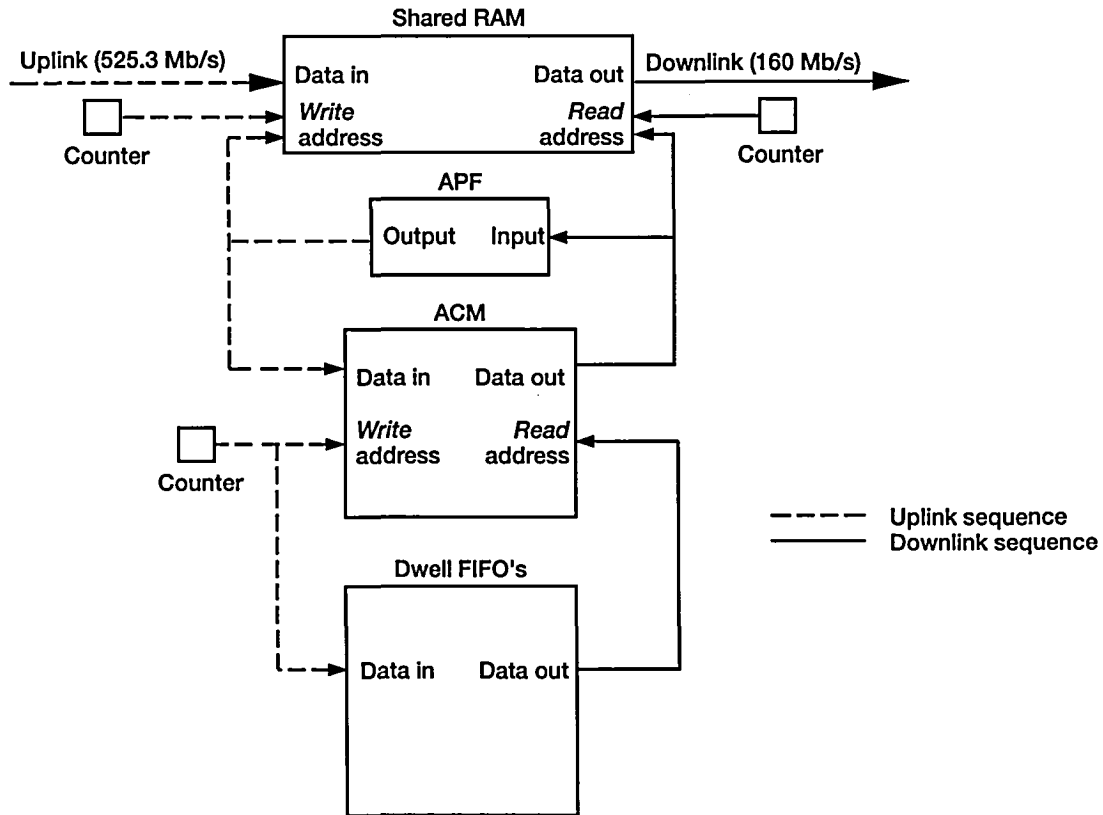 Shared RAM
Uplink (525.3 Mb/s)
Data in
Data out
Downlink (160 Mb/s)
Write
address
Read
address
Counter
Counter
APF
Output
Input
ACM
Data in
Data out
Write
address
Read
address
Counter
Uplink sequence
Downlink sequence
Dwell FIFO's
Data in
Data out